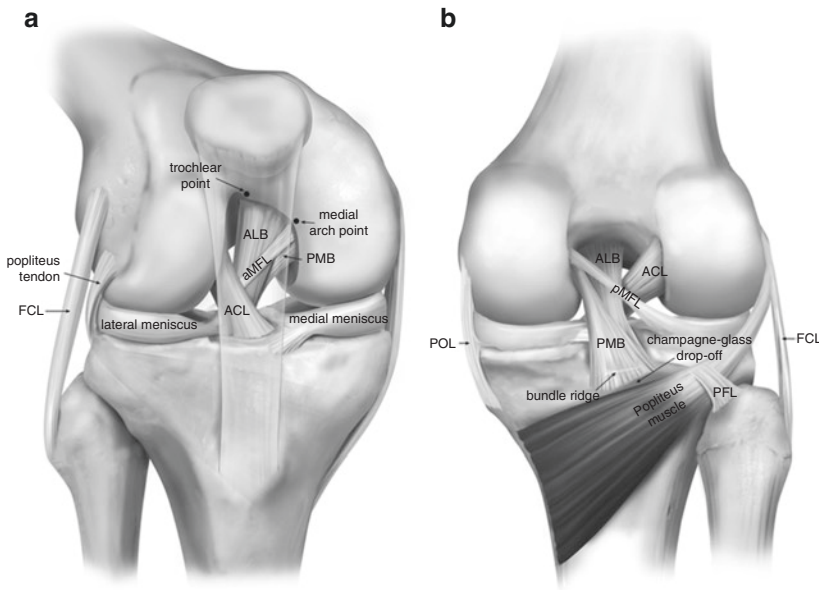 a
trochlear
point
medial
arch point
ALB
aMFL
PMB
popliteus
tendon
FCL
ACL
lateral meniscus
medial meniscus
b
ALB
ACL
pMFL
POL
PMB
champagne-glass
drop-off
FCL
bundle ridge
Popliteus
muscle
PFL